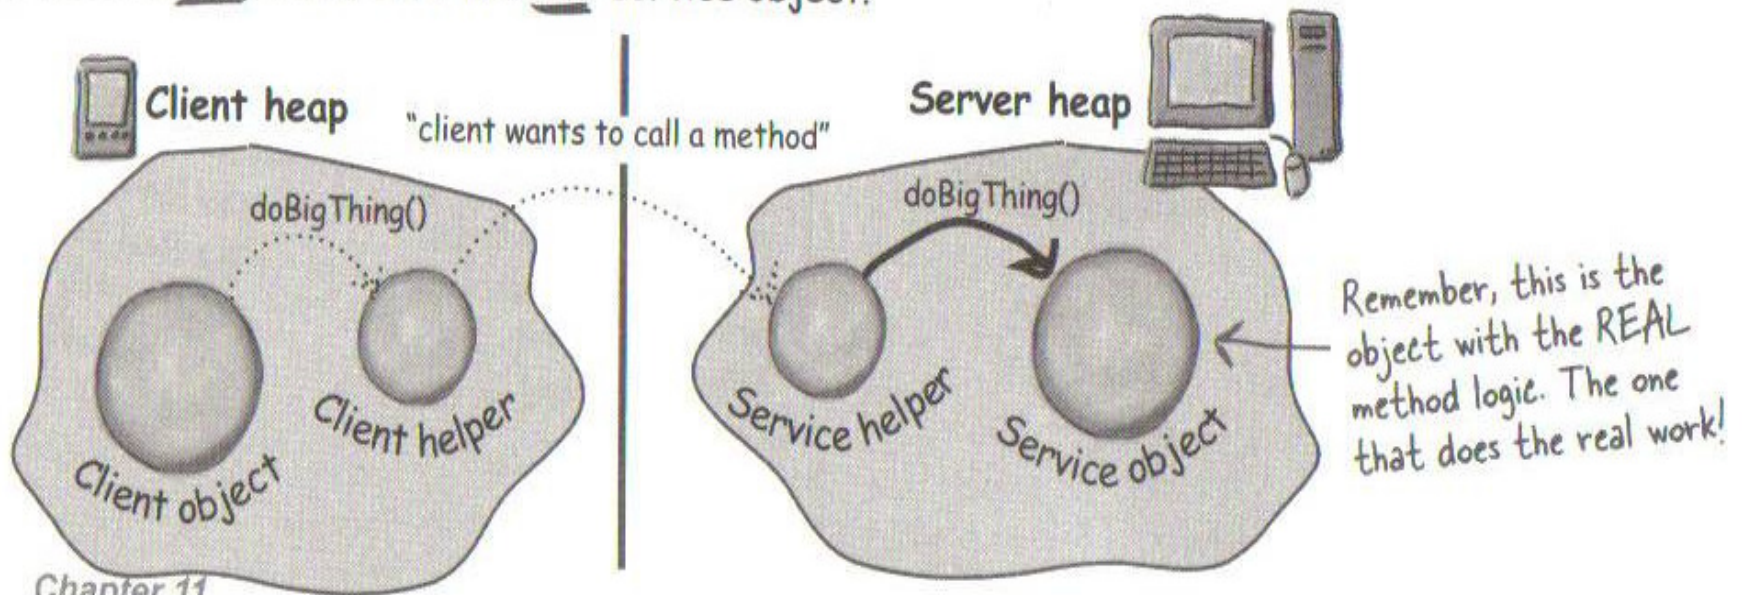 Client heap
"client wants to call a method"
Server heap
doBigThing()
doBigThing()
Client object
Client helper
Service helper
Service object
Remember, this is the
object with the REAL
method logic. The one
that does the real work!
Chapter 11